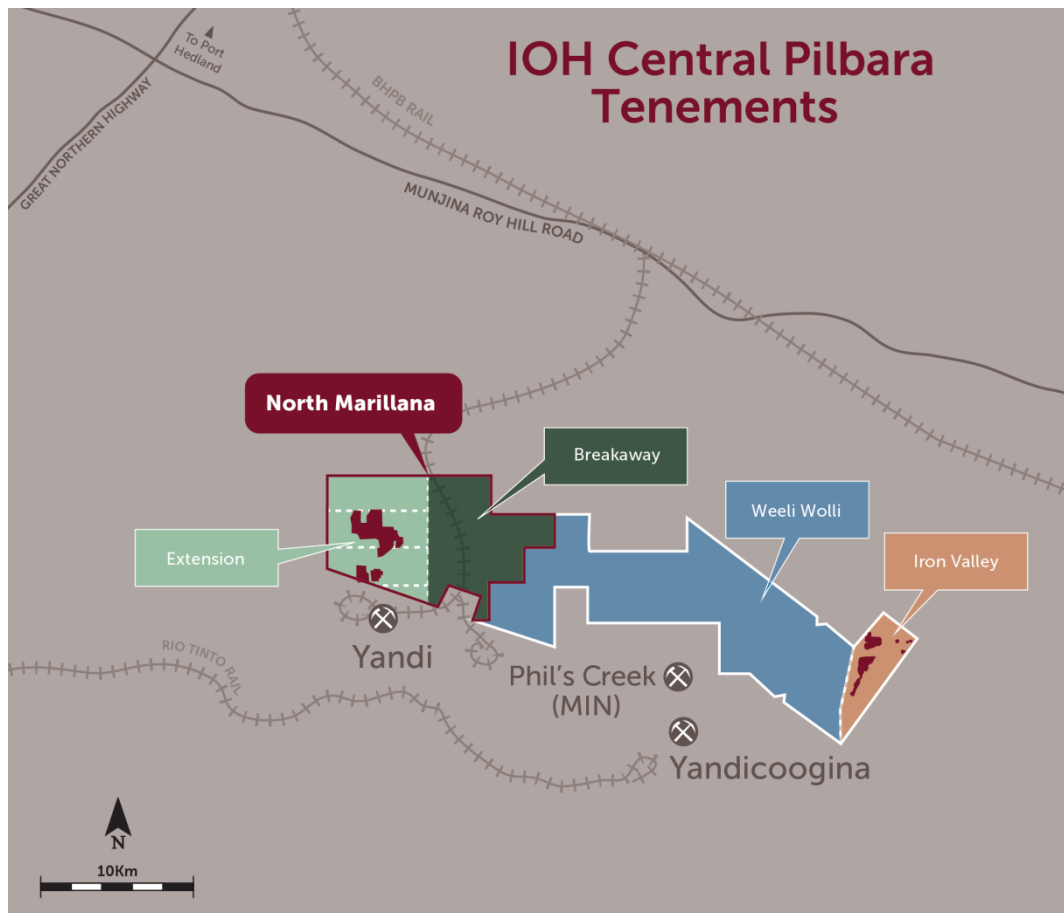 IOH Central Pilbara
Tenements
To Port
Hedland
GREAT NORTHERN HIGHWAY
BHPB RAIL
MUNJINA ROY HILL ROAD
North Marillana
Breakaway
Weeli Wolli
Extension
Iron Valley
Yandi
RIO TINTO RAIL
Phil's Creek
(MIN)
Yandicoogina
N
10Km